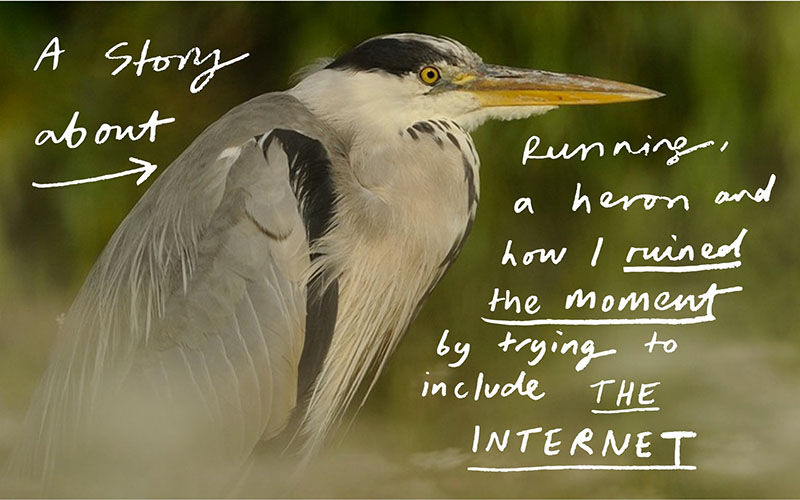 A Story
about
Running,
a heron and
how I ruined
the moment
by trying to
include THE
INTERNET